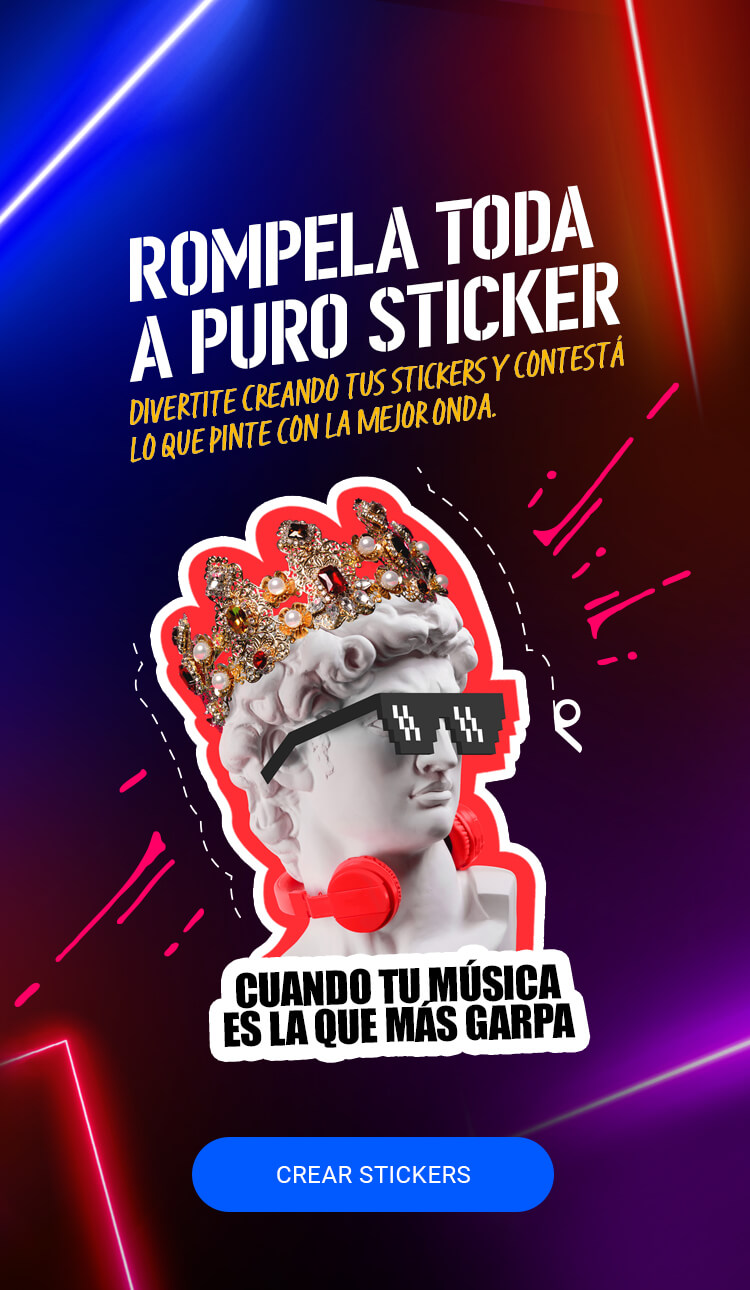 ROMPELA TODA
A PURO STICKER
DIVERTITE CREANDO TUS STICKERS Y CONTESTÁ
LO QUE PINTE CON LA MEJOR ONDA.
CUANDO TU MÚSICA
ES LA QUE MÁS GARPA
CREAR STICKERS